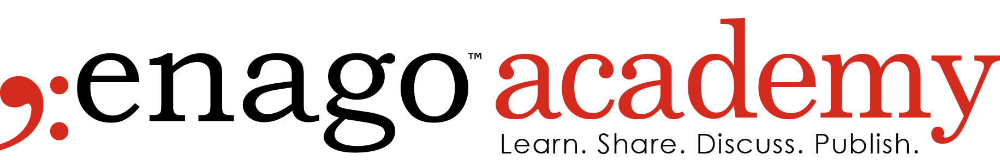 enago™ academy
Learn. Share. Discuss. Publish.